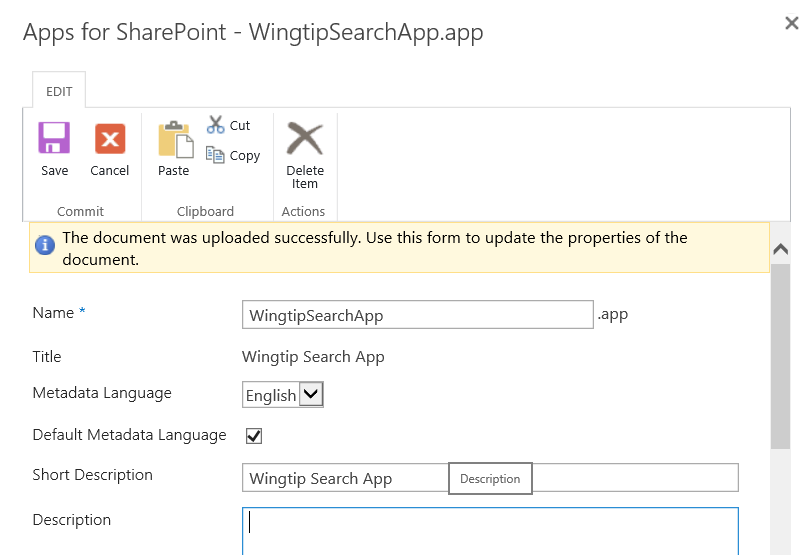 Apps for SharePoint - WingtipSearchApp.app
EDIT
Save
Cancel
Paste
Cut
Copy
Delete
Item
Commit
Clipboard
Actions
The document was uploaded successfully. Use this form to update the properties of the
document.
Name *
WingtipSearchApp
.app
Title
Wingtip Search App
Metadata Language
English
Default Metadata Language
Short Description
Wingtip Search App
Description
Description